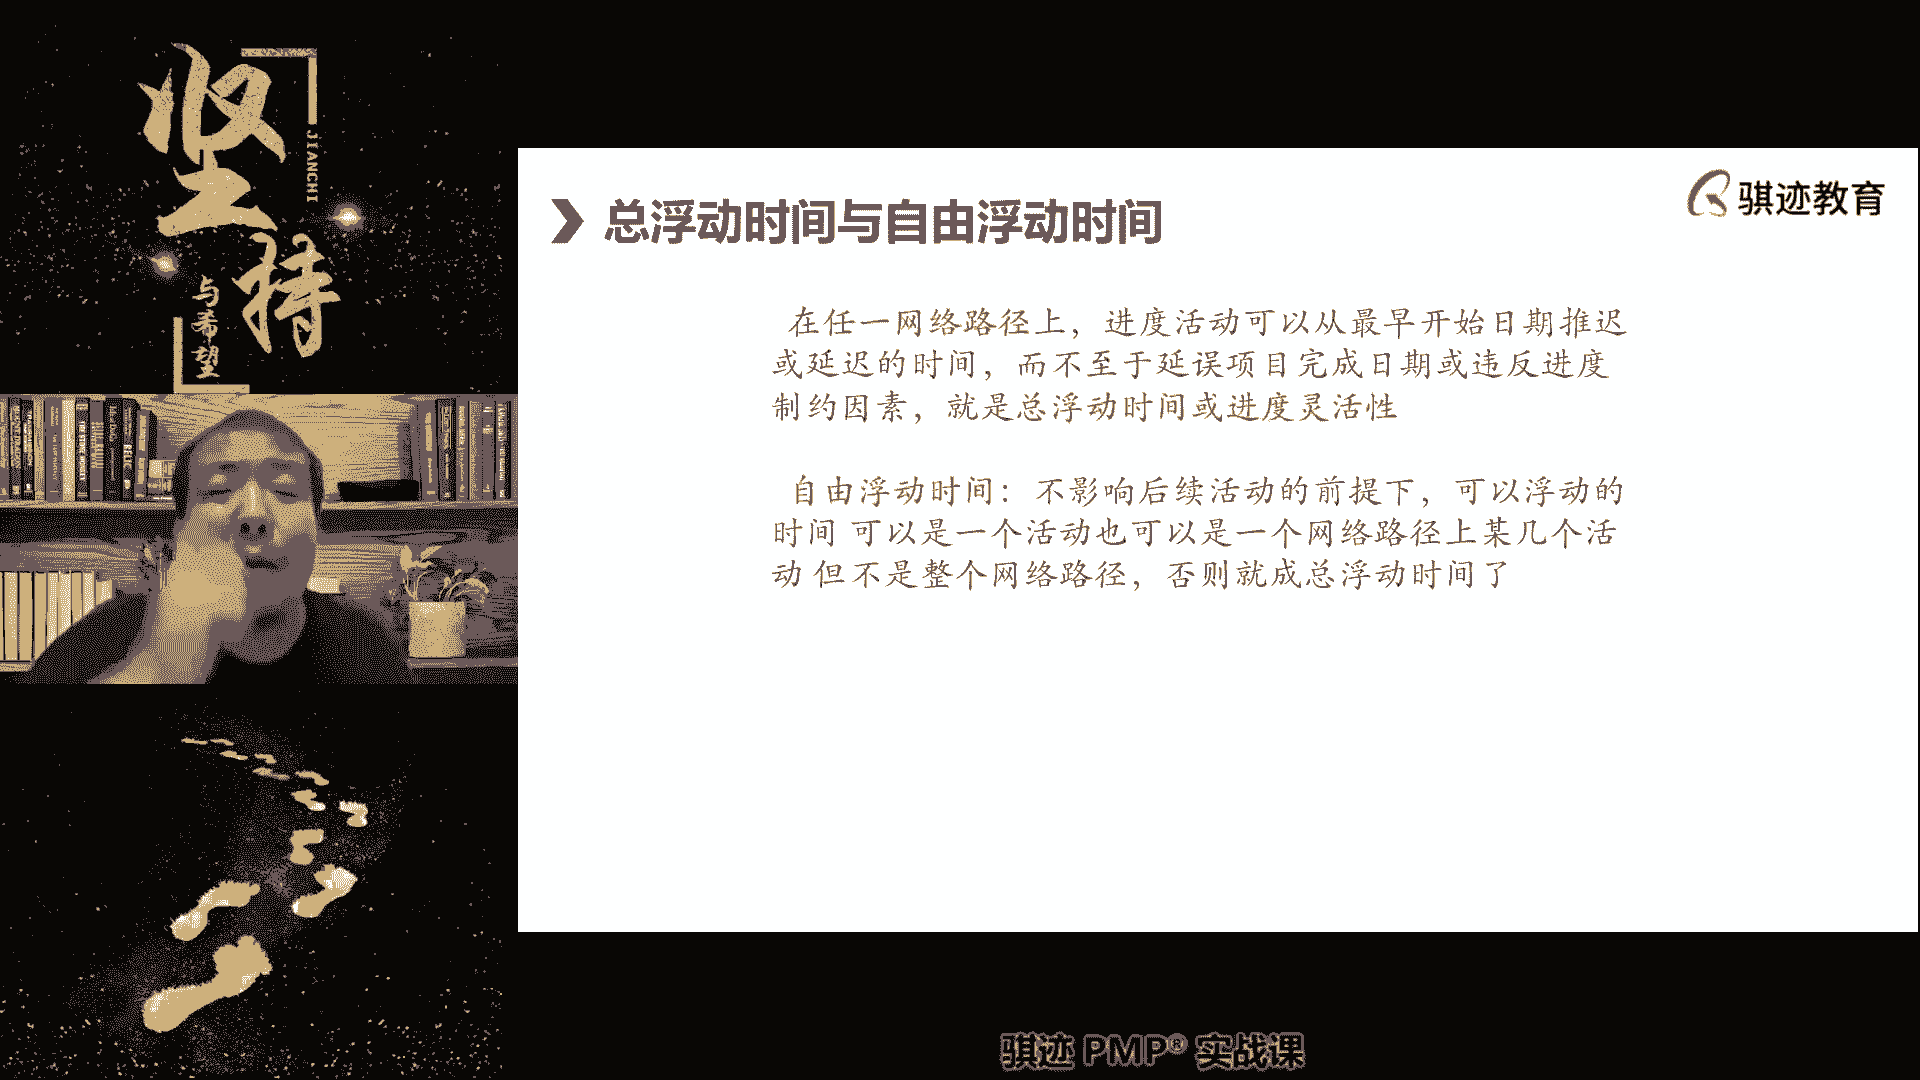 坚持
JIANCHI
与希望
骐迹教育
总浮动时间与自由浮动时间
在任一网络路径上，进度活动可以从最早开始日期推迟
或延迟的时间，而不至于延误项目完成日期或违反进度
制约因素，就是总浮动时间或进度灵活性
自由浮动时间：不影响后续活动的前提下，可以浮动的
时间 可以是一个活动也可以是一个网络路径上某几个活
动 但不是整个网络路径，否则就成总浮动时间了
骐迹 PMP® 实战课